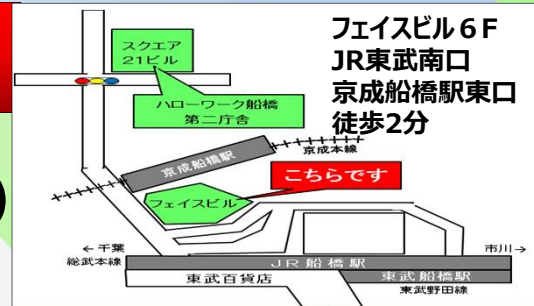 フェイスビル６F
JR東武南口
京成船橋駅東口
徒歩2分
スクエア
21ビル
ハローワーク船橋
第二庁舎
京成船橋駅
京成本線
こちらです
フェイスビル
←千葉
総武本線
市川→
JR船橋駅
東武百貨店
東武船橋駅
東武野田線